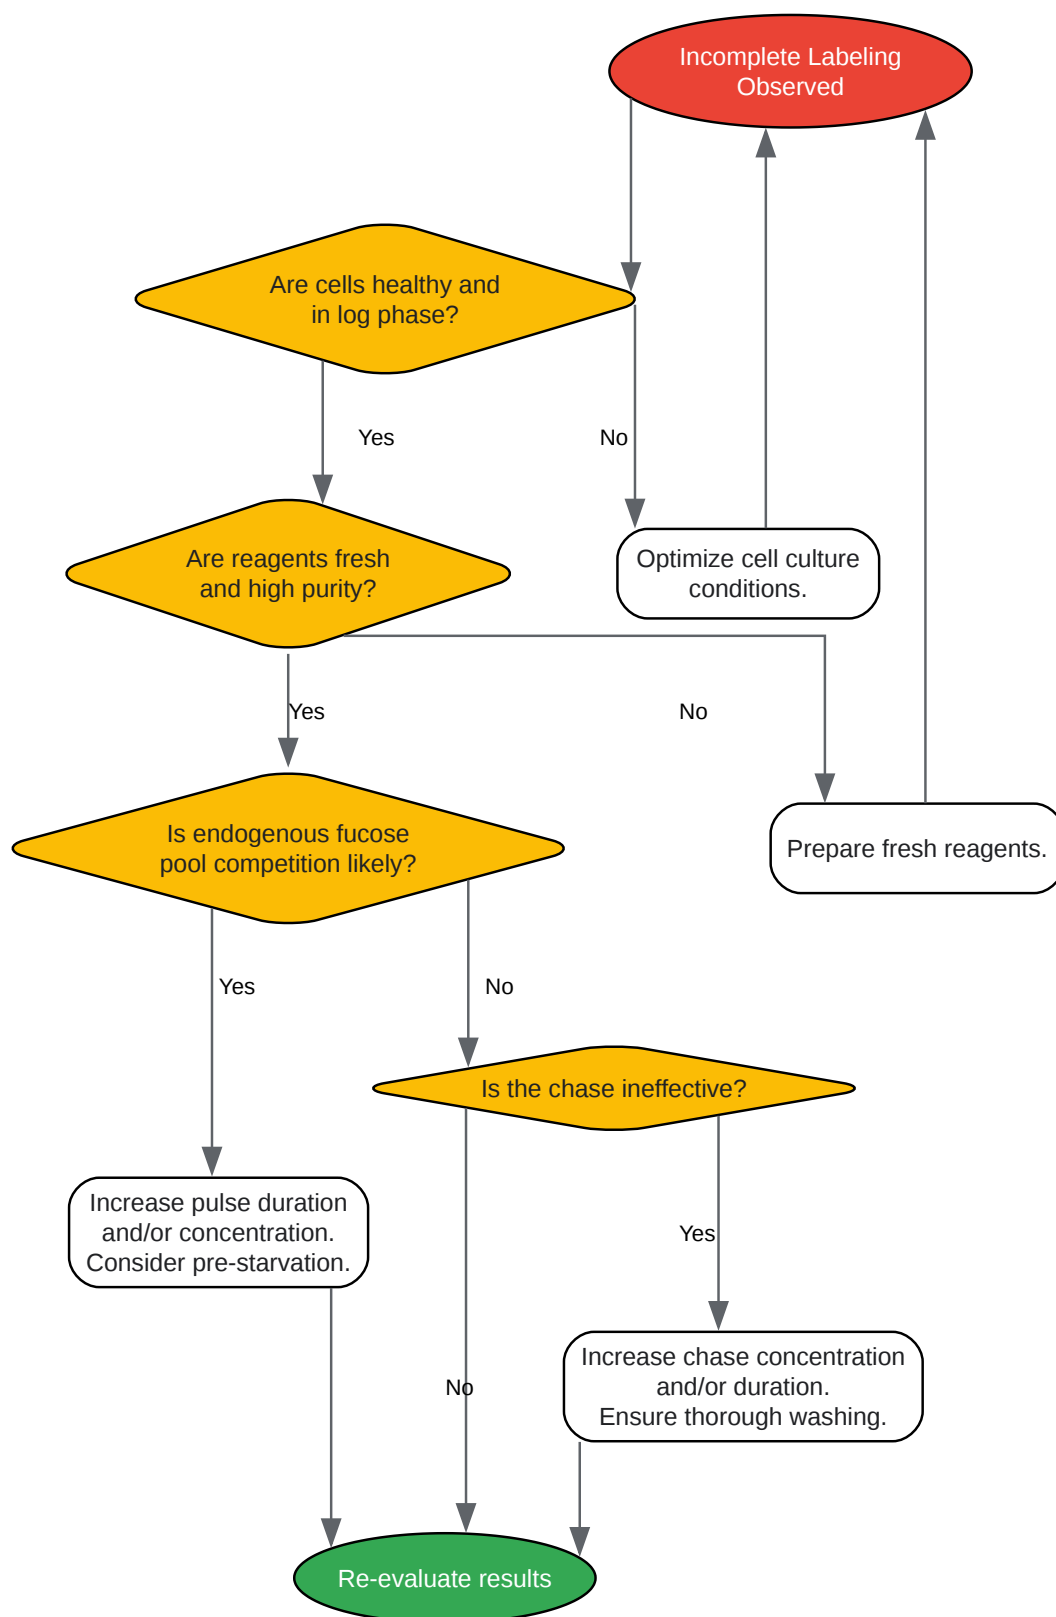 Incomplete Labeling
Observed
Are cells healthy and
in log phase?
Yes
No
Are reagents fresh
and high purity?
Optimize cell culture
conditions.
Yes
No
Is endogenous fucose
pool competition likely?
Prepare fresh reagents.
Yes
No
Is the chase ineffective?
Increase pulse duration
and/or concentration.
Consider pre-starvation.
Yes
No
Increase chase concentration
and/or duration.
Ensure thorough washing.
Re-evaluate results